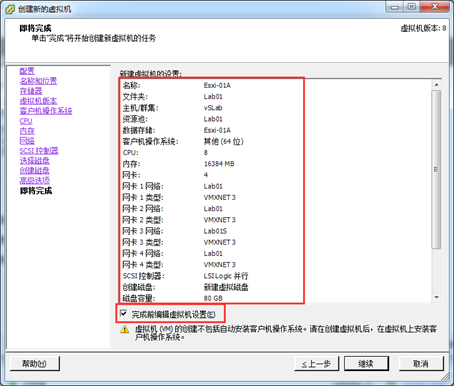 创建新的虚拟机
即将完成
单击“完成”将开始创建新虚拟机的任务
虚拟机版本: 8
配置
名称和位置
存储器
虚拟机版本
客户机操作系统
CPU
内存
网络
SCSI 控制器
选择磁盘
创建磁盘
高级选项
即将完成
新建虚拟机的设置:
名称: Esxi-01A
文件夹: Lab01
主机/群集: vSLab
资源池: Lab01
数据存储: Esxi-01A
客户机操作系统: 其他 (64 位)
CPU: 8
内存: 16384 MB
网卡: 4
网卡 1 网络: Lab01
网卡 1 类型: VMXNET 3
网卡 2 网络: Lab01
网卡 2 类型: VMXNET 3
网卡 3 网络: Lab01S
网卡 3 类型: VMXNET 3
网卡 4 网络: Lab01
网卡 4 类型: VMXNET 3
SCSI 控制器: LSI Logic 并行
创建磁盘: 新建虚拟磁盘
磁盘容量: 80 GB
完成前编辑虚拟机设置(E)
虚拟机 (VM) 的创建不包括自动安装客户机操作系统。请在创建虚拟机后，在虚拟机上安装客
户机操作系统。
帮助(H)
≤上一步
继续
取消